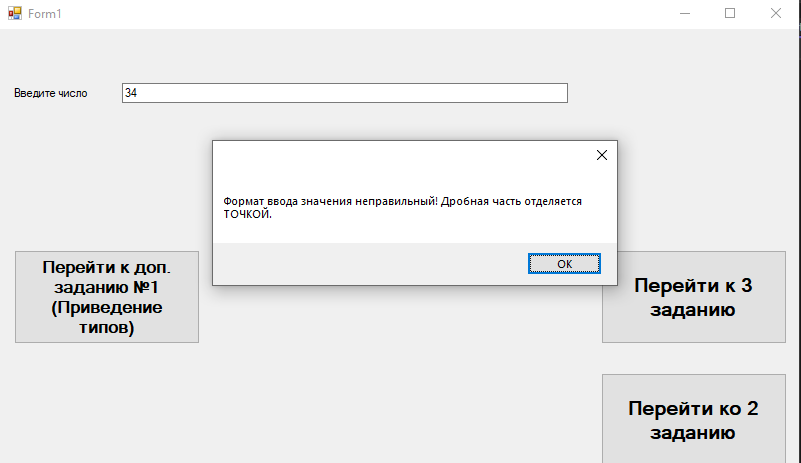 Form1
Введите число
34
Формат ввода значения неправильный! Дробная часть отделяется
ТОЧКОЙ.
OK
Перейти к доп.
заданию №1
(Приведение
типов)
Перейти к 3
заданию
Перейти ко 2
заданию